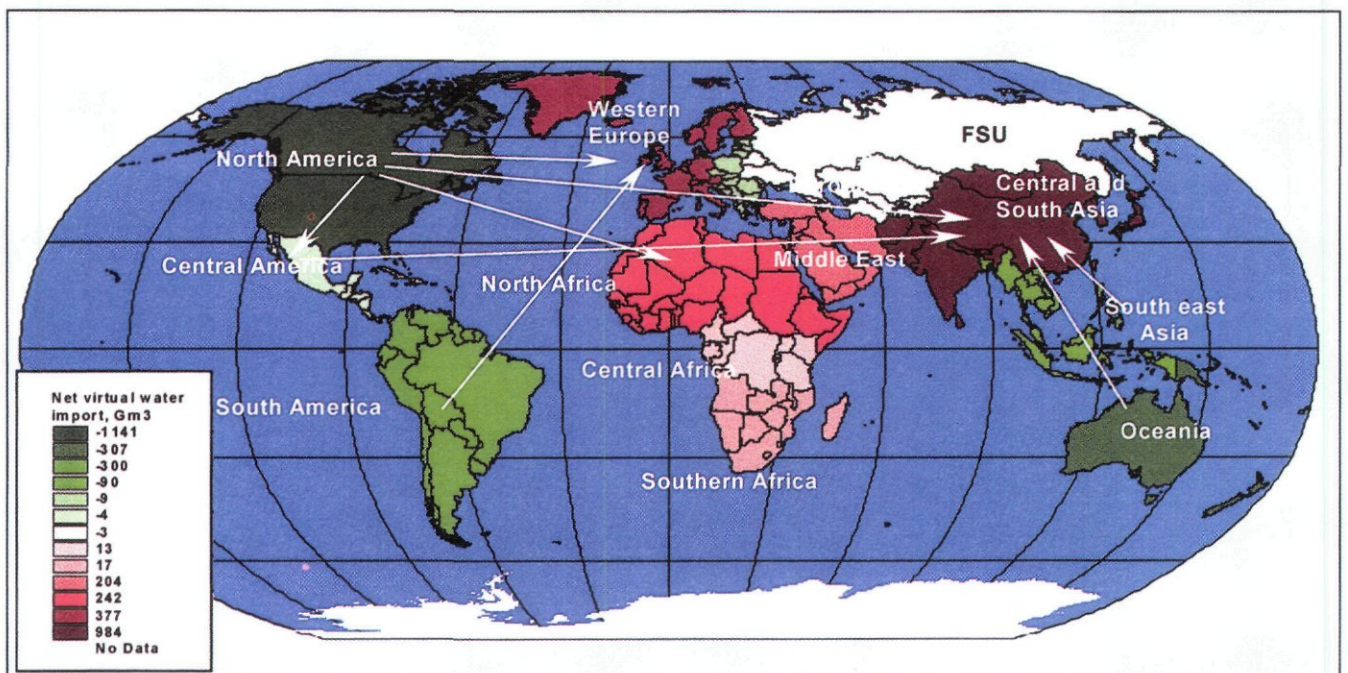 Western
Europe
FSU
North America
Central and
South Asia
Central America
North Africa
Middle East
South east
Asia
Central Africa
South America
Oceania
Southern Africa
Net virtual water
import, Gm3
-1141
-307
-300
-90
-9
-4
-3
13
17
204
242
377
984
No Data